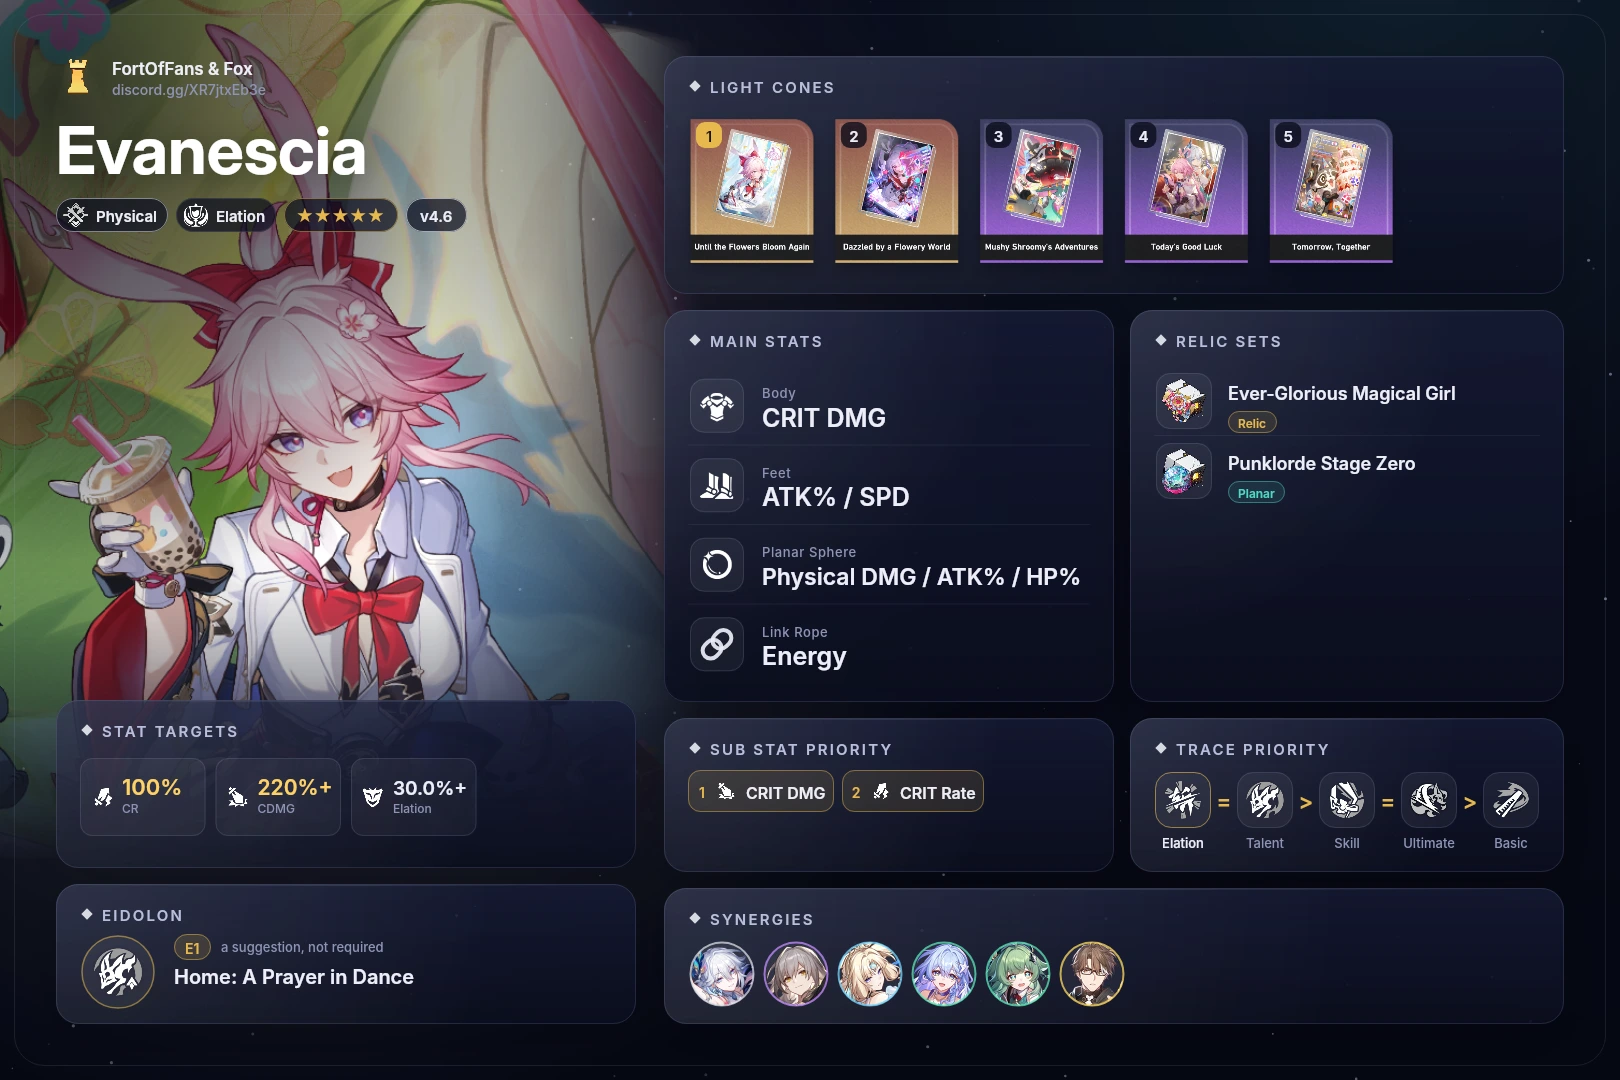 FortOfFans & Fox
discord.gg/XR7jtxEb3e
Evanescia
Physical
Elation
v4.6
LIGHT CONES
1
2
3
4
5
Until the Flowers Bloom Again
Dazzled by a Flowery World
Mushy Shroomy's Adventures
Today's Good Luck
Tomorrow, Together
MAIN STATS
Body
CRIT DMG
Feet
ATK% / SPD
Planar Sphere
Physical DMG / ATK% / HP%
Link Rope
Energy
RELIC SETS
Ever-Glorious Magical Girl
Relic
Punklorde Stage Zero
Planar
STAT TARGETS
100%
CR
220%+
CDMG
30.0%+
Elation
SUB STAT PRIORITY
1 CRIT DMG
2 CRIT Rate
TRACE PRIORITY
= > = >
Elation Talent Skill Ultimate Basic
EIDOLON
E1 a suggestion, not required
Home: A Prayer in Dance
SYNERGIES